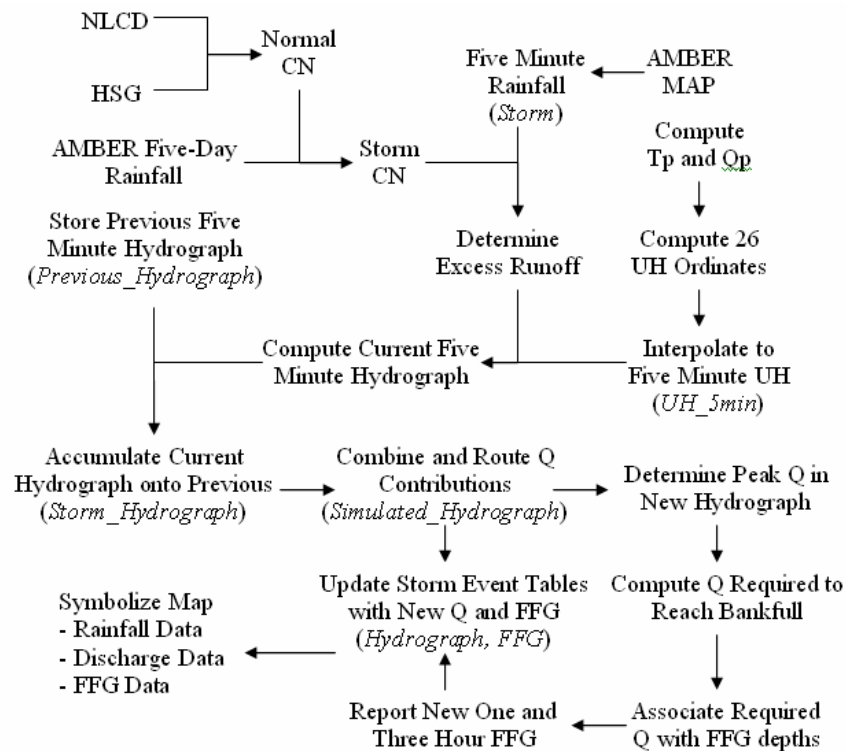 NLCD
Normal
CN
HSG
Five Minute
Rainfall
(Storm)
AMBER
MAP
AMBER Five-Day
Rainfall
Storm
CN
Compute
Tp and Qp
Store Previous Five
Minute Hydrograph
(Previous_Hydrograph)
Determine
Excess Runoff
Compute 26
UH Ordinates
Compute Current Five
Minute Hydrograph
Interpolate to
Five Minute UH
(UH_5min)
Accumulate Current
Hydrograph onto Previous
(Storm_Hydrograph)
Combine and Route Q
Contributions
(Simulated_Hydrograph)
Determine Peak Q in
New Hydrograph
Symbolize Map
- Rainfall Data
- Discharge Data
- FFG Data
Update Storm Event Tables
with New Q and FFG
(Hydrograph, FFG)
Compute Q Required to
Reach Bankfull
Report New One and
Three Hour FFG
Associate Required
Q with FFG depths